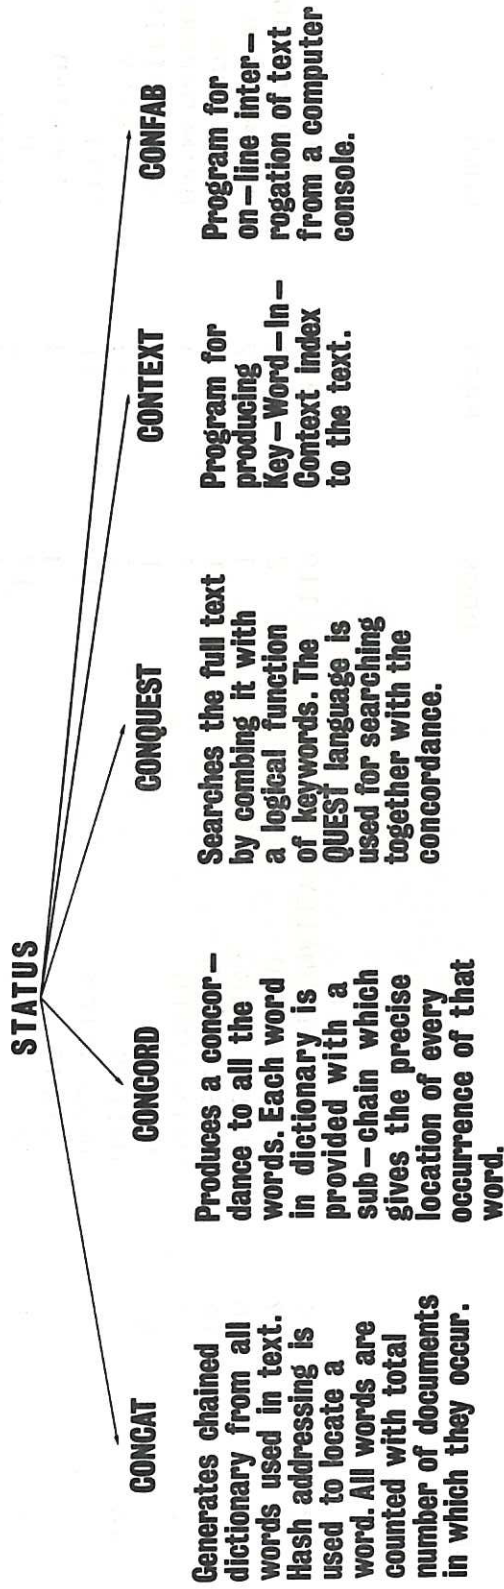 STATUS
CONCAT
Generates chained
dictionary from all
words used in text.
Hash addressing is
used to locate a
word. All words are
counted with total
number of documents
in which they occur.
CONCORD
Produces a concor–
dance to all the
words. Each word
in dictionary is
provided with a
sub–chain which
gives the precise
location of every
occurrence of that
word.
CONQUEST
Searches the full text
by combing it with
a logical function
of keywords. The
QUEST language is
used for searching
together with the
concordance.
CONTEXT
Program for
producing
Key–Word–In–
Context index
to the text.
CONFAB
Program for
on–line inter–
rogation of text
from a computer
console.